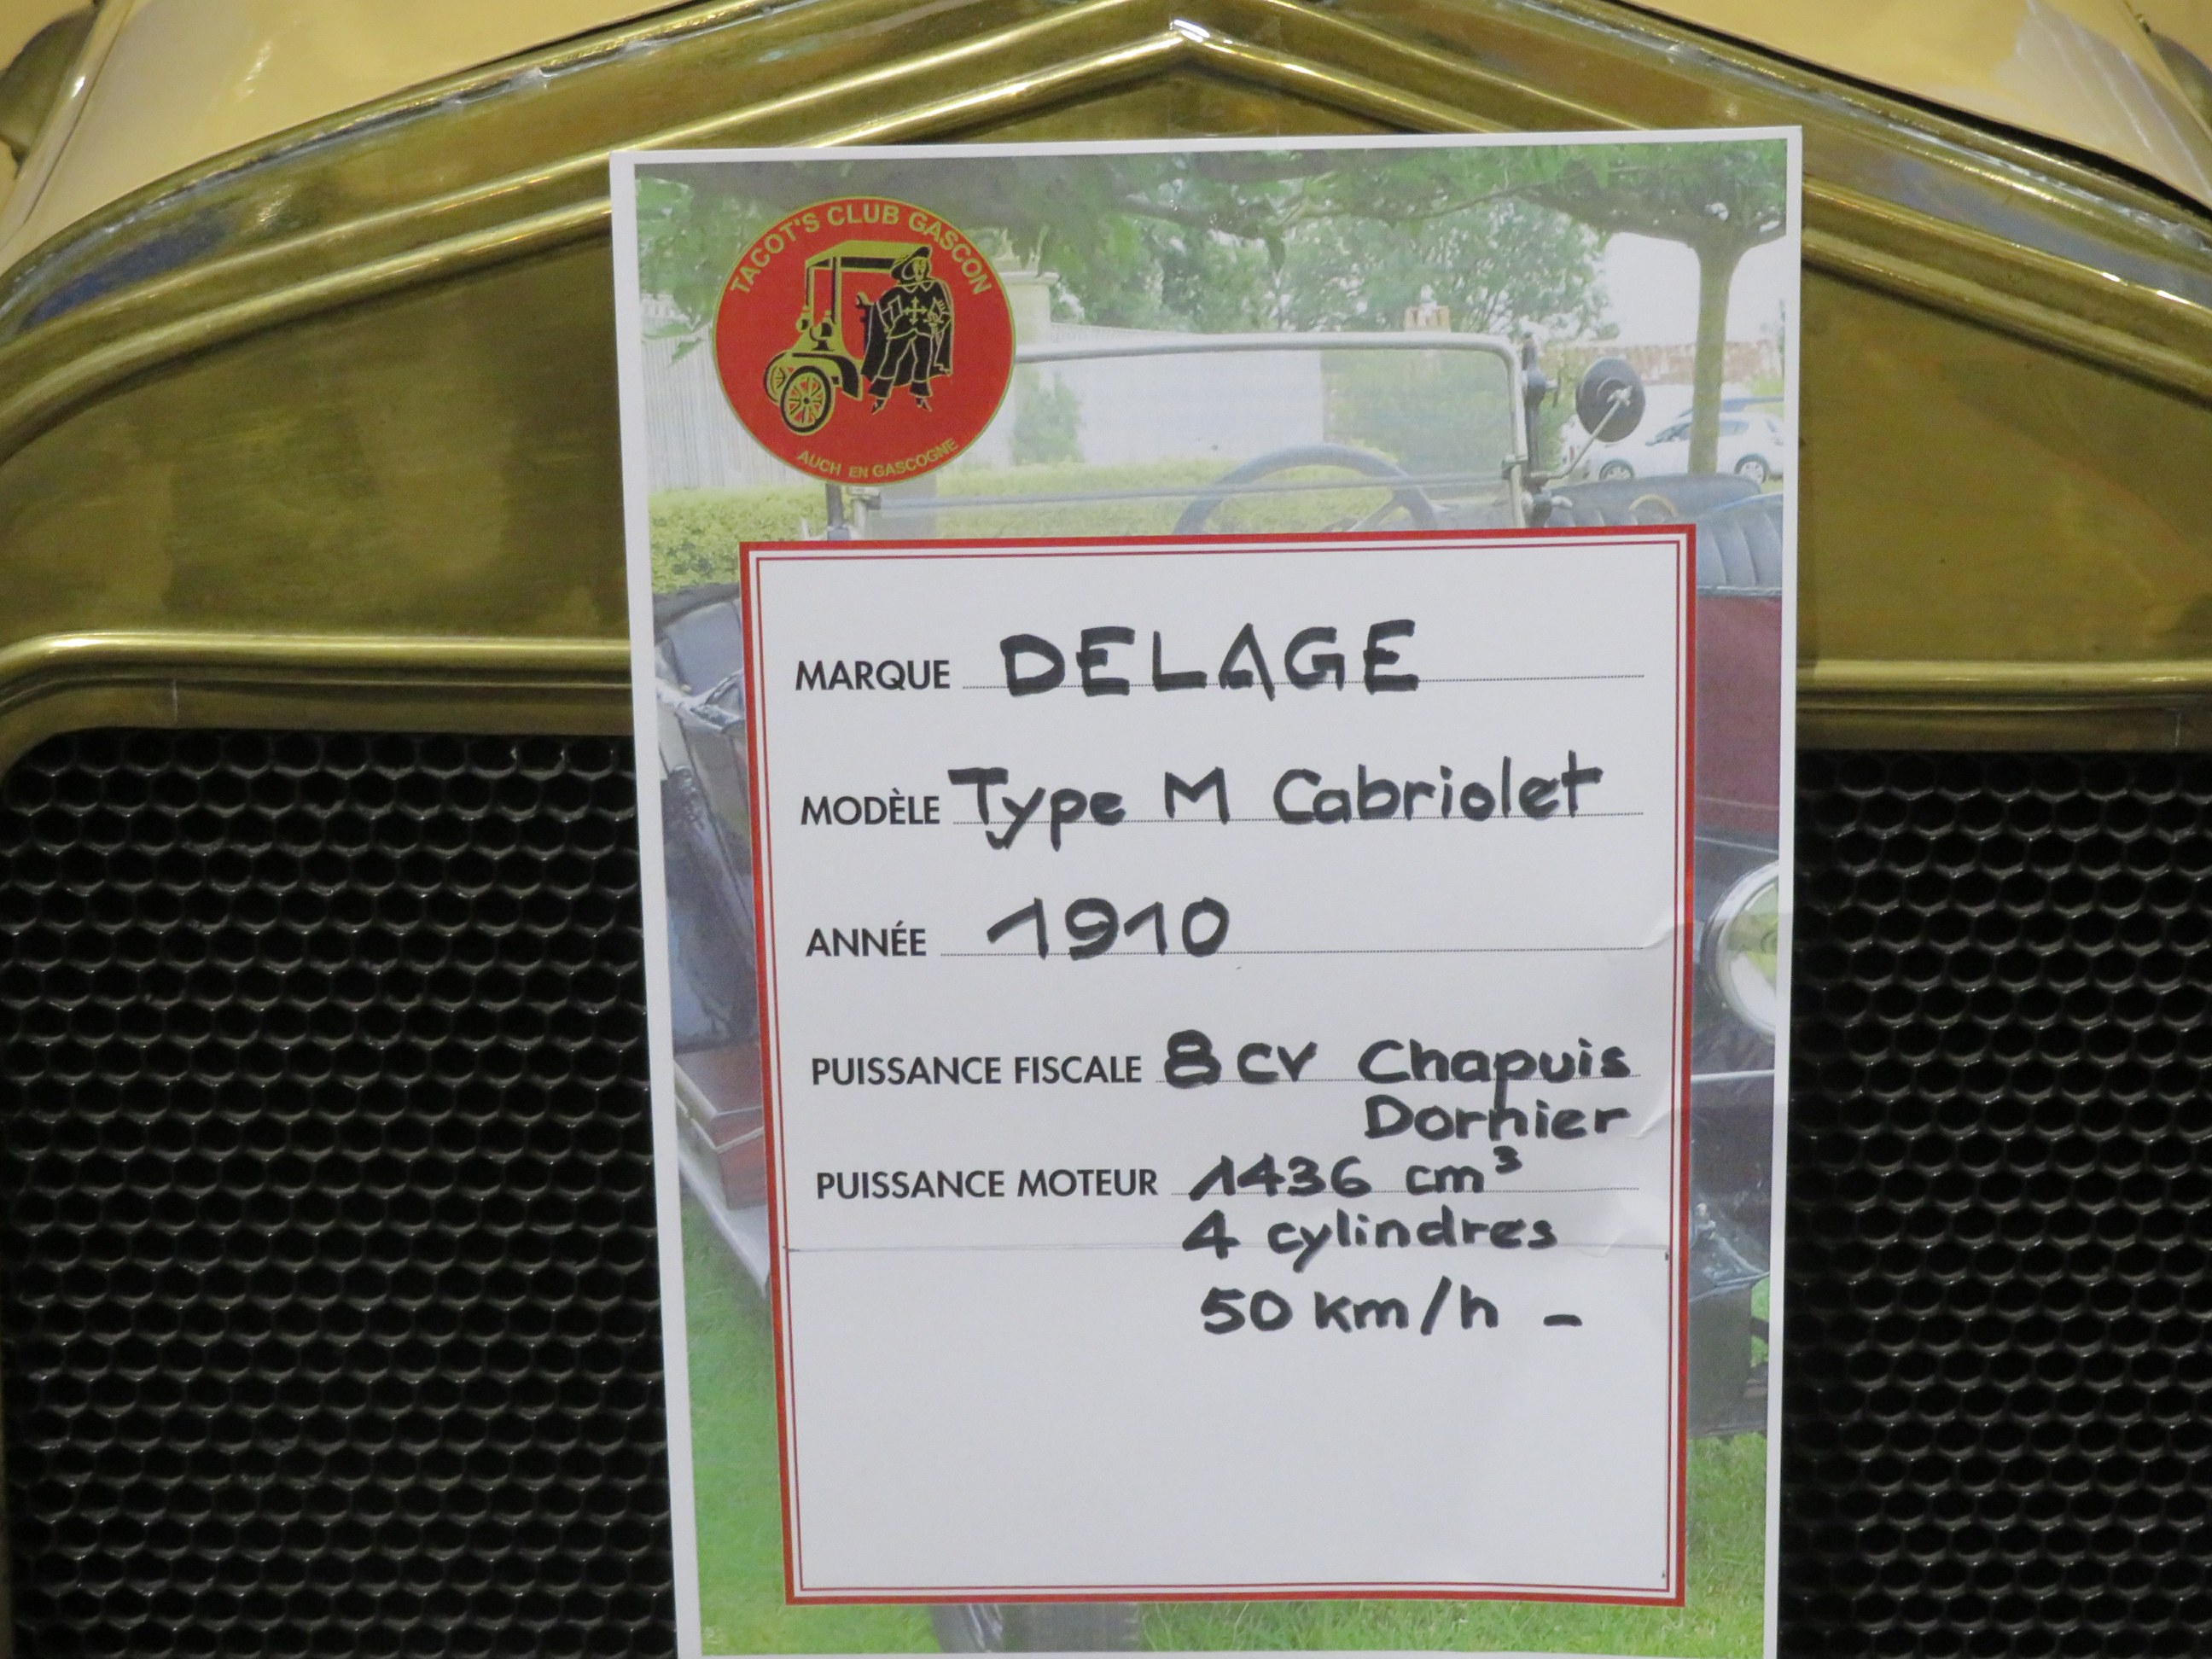 TACOT'S CLUB GASCON
AUCH EN GASCOGNE
MARQUE DELAGE
MODÈLE Type M Cabriolet
ANNÉE 1910
PUISSANCE FISCALE 8 CV Chapuis
Dornier
PUISSANCE MOTEUR 1436 cm³
4 cylindres
50 km/h -